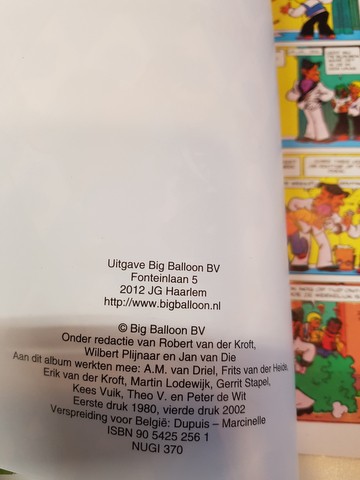 Uitgave Big Balloon BV
Fonteinlaan 5
2012 JG Haarlem
http://www.bigballoon.nl
© Big Balloon BV
Onder redactie van Robert van der Kroft,
Wilbert Plijnaar en Jan van Die
Aan dit album werkten mee: A.M. van Driel, Frits van der Heide,
Erik van der Kroft, Martin Lodewijk, Gerrit Stapel,
Kees Vuik, Theo V. en Peter de Wit
Eerste druk 1980, vierde druk 2002
Verspreiding voor België: Dupuis – Marcinelle
ISBN 90 5425 256 1
NUGI 370